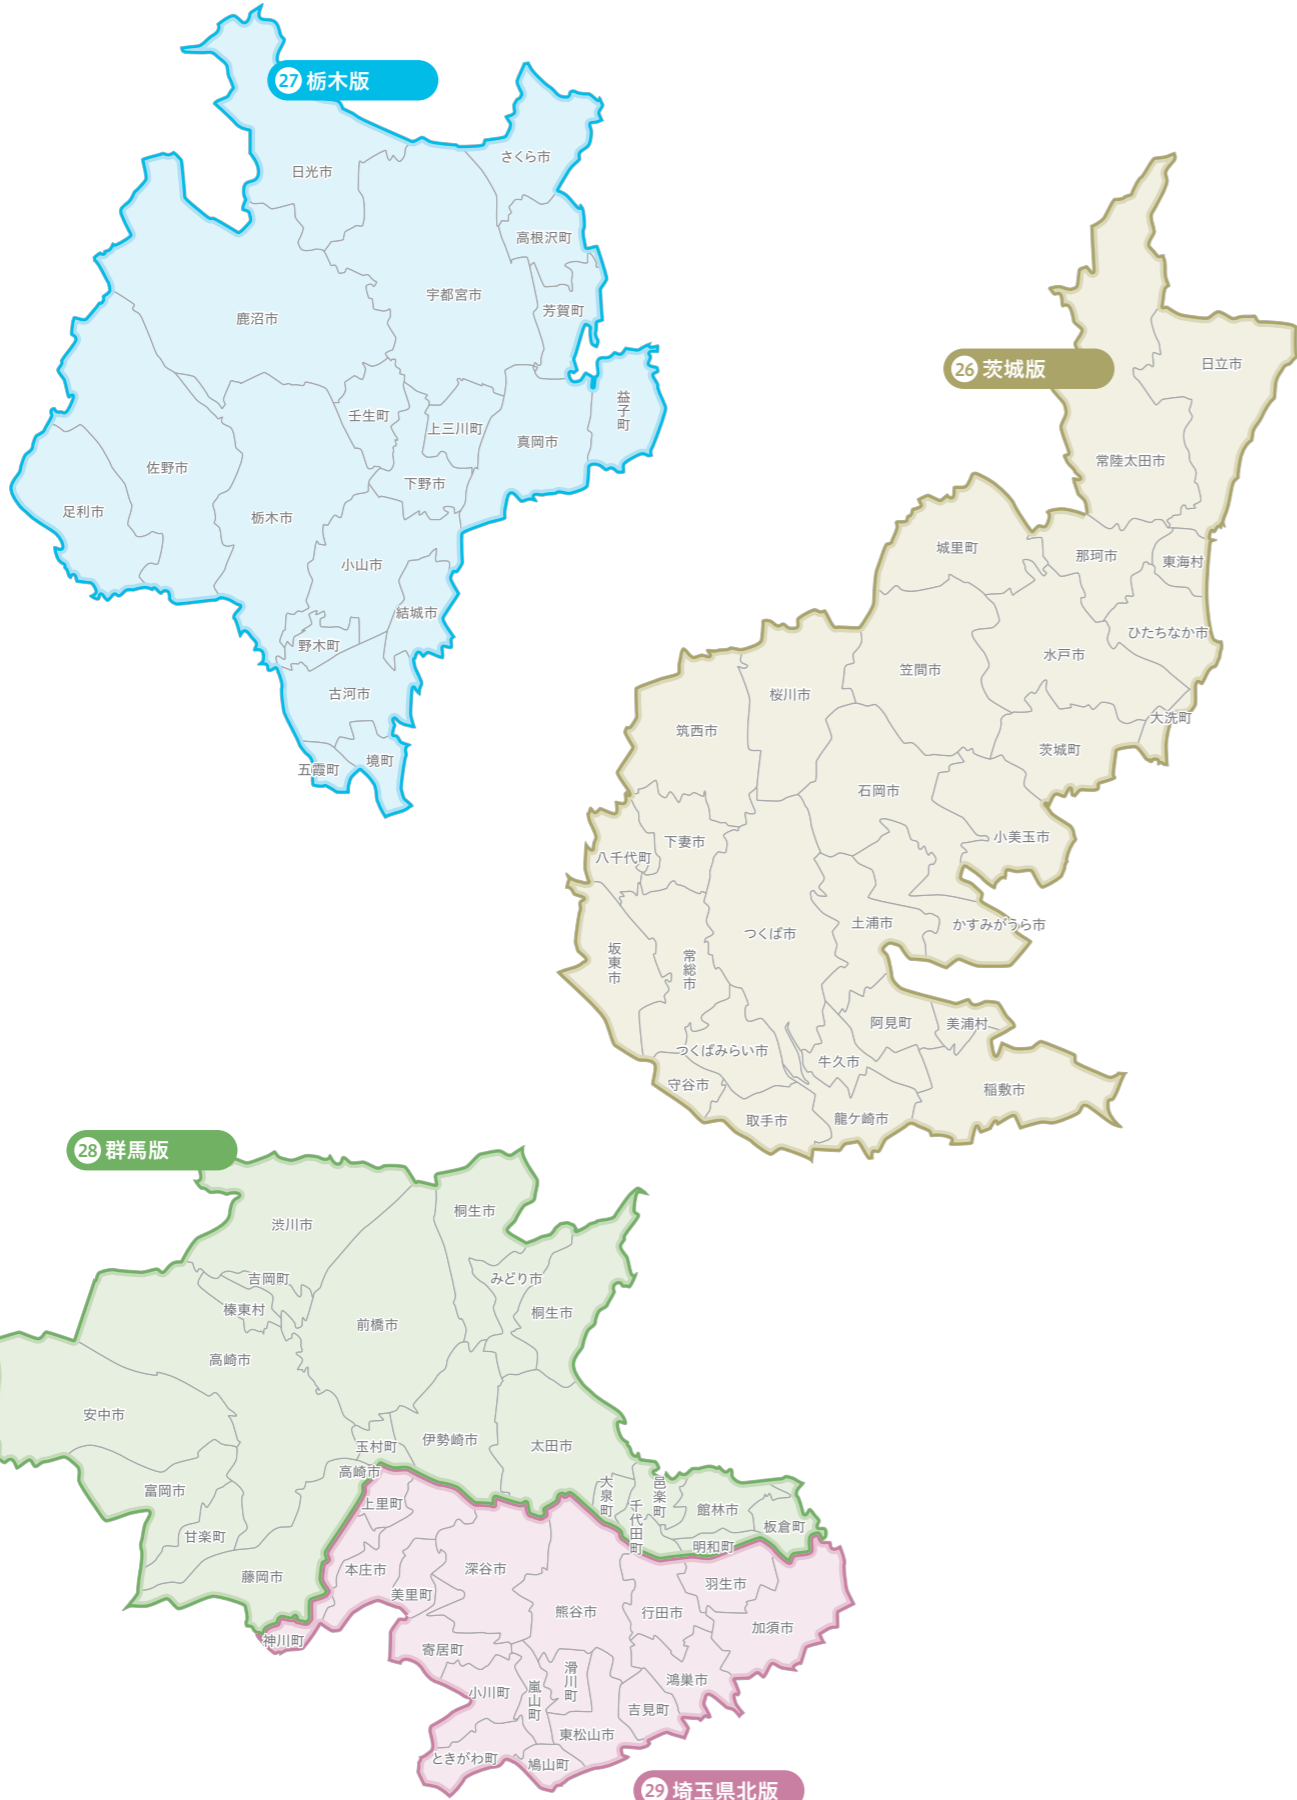 27 栃木版
日光市
さくら市
高根沢町
宇都宮市
芳賀町
鹿沼市
益子町
壬生町
上三川町
真岡市
佐野市
下野市
足利市
栃木市
小山市
結城市
野木町
古河市
境町
五霞町
26 茨城版
日立市
常陸太田市
城里町
那珂市
東海村
ひたちなか市
水戸市
笠間市
桜川市
大洗町
筑西市
茨城町
石岡市
小美玉市
下妻市
八千代町
土浦市
かすみがうら市
つくば市
坂東市
常総市
阿見町
美浦村
つくばみらい市
牛久市
守谷市
稲敷市
取手市
龍ケ崎市
28 群馬版
桐生市
渋川市
吉岡町
みどり市
榛東村
桐生市
前橋市
高崎市
安中市
玉村町
伊勢崎市
太田市
高崎市
富岡市
大泉町
邑楽町
千代田町
館林市
板倉町
甘楽町
明和町
藤岡市
上里町
本庄市
深谷市
美里町
羽生市
熊谷市
行田市
加須市
神川町
寄居町
滑川町
鴻巣市
小川町
嵐山町
吉見町
東松山市
ときがわ町
鳩山町
29 埼玉県北版